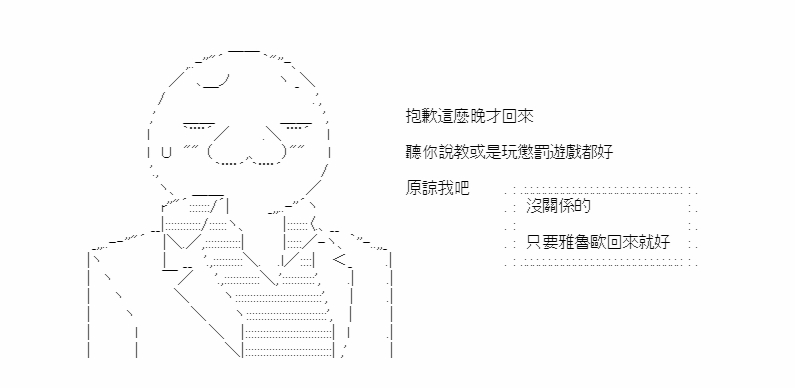 抱歉這麼晚才回來
聽你說教或是玩懲罰遊戲都好
原諒我吧
沒關係的
只要雅魯歐回來就好